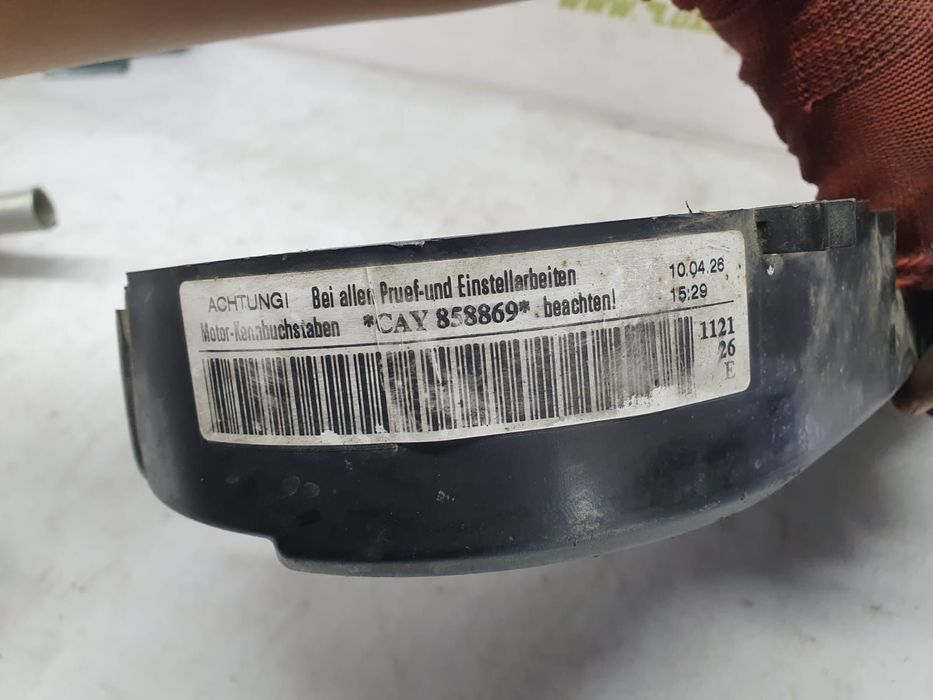 ACHTUNG! Bei allen Pruef-und Einstellarbeiten 10.04.26
Motor-Kennbuchstaben *CAY 858869* beachten! 15:29
1121
26
E